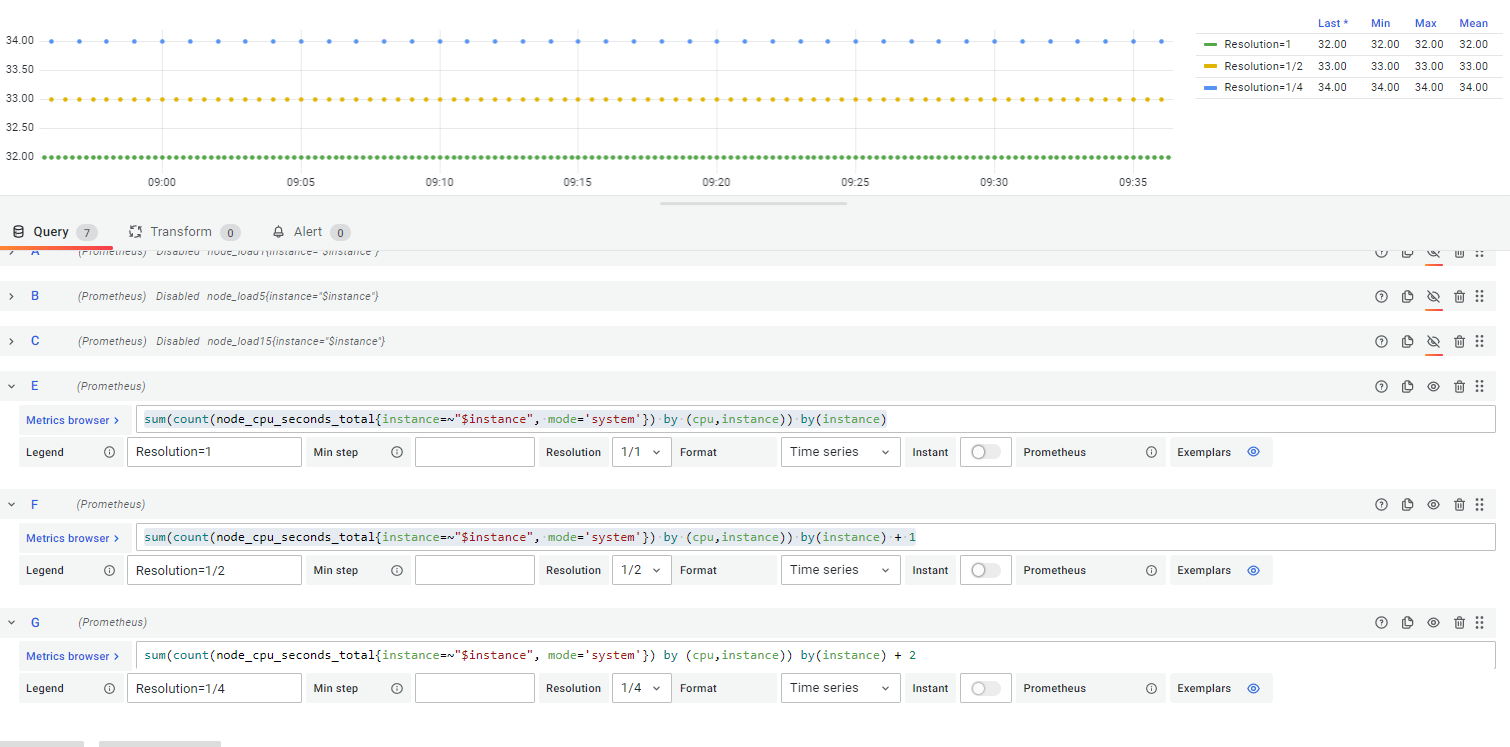 Last * Min Max Mean
34.00 Resolution=1 32.00 32.00 32.00 32.00
33.50 Resolution=1/2 33.00 33.00 33.00 33.00
33.00 Resolution=1/4 34.00 34.00 34.00 34.00
32.50
32.00
09:00 09:05 09:10 09:15 09:20 09:25 09:30 09:35
Query 7 Transform 0 Alert 0
A (Prometheus) Disabled node_load1{instance="$instance"}
B (Prometheus) Disabled node_load5{instance="$instance"}
C (Prometheus) Disabled node_load15{instance="$instance"}
E (Prometheus)
Metrics browser > sum(count(node_cpu_seconds_total{instance=~"$instance", mode='system'}) by (cpu,instance)) by(instance)
Legend Resolution=1 Min step Resolution 1/1 Format Time series Instant Prometheus Exemplars
F (Prometheus)
Metrics browser > sum(count(node_cpu_seconds_total{instance=~"$instance", mode='system'}) by (cpu,instance)) by(instance) + 1
Legend Resolution=1/2 Min step Resolution 1/2 Format Time series Instant Prometheus Exemplars
G (Prometheus)
Metrics browser > sum(count(node_cpu_seconds_total{instance=~"$instance", mode='system'}) by (cpu,instance)) by(instance) + 2
Legend Resolution=1/4 Min step Resolution 1/4 Format Time series Instant Prometheus Exemplars